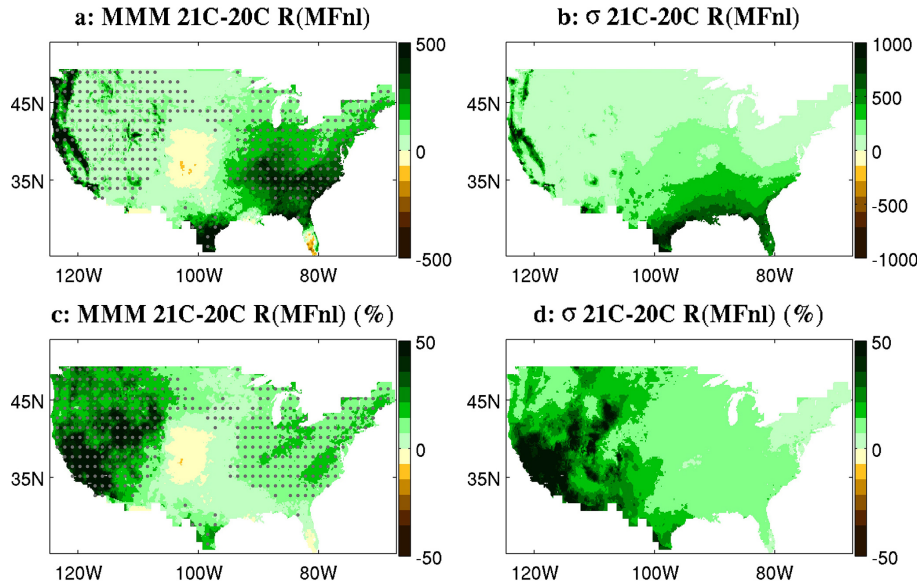 a: MMM 21C-20C R(MFnl)
b: σ 21C-20C R(MFnl)
45N
35N
120W
100W
80W
500
0
-500
45N
35N
120W
100W
80W
1000
500
0
-500
-1000
c: MMM 21C-20C R(MFnl) (%)
d: σ 21C-20C R(MFnl) (%)
45N
35N
120W
100W
80W
50
0
-50
45N
35N
120W
100W
80W
50
0
-50